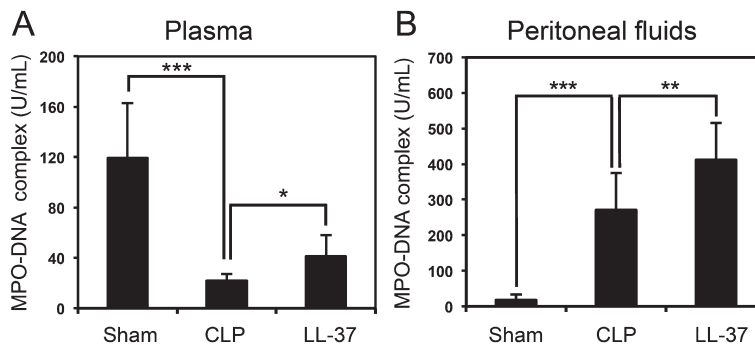 A
Plasma
MPO-DNA complex (U/mL)
200
160
120
80
40
0
***
*
Sham CLP LL-37
B
Peritoneal fluids
MPO-DNA complex (U/mL)
700
600
500
400
300
200
100
0
***
**
Sham CLP LL-37